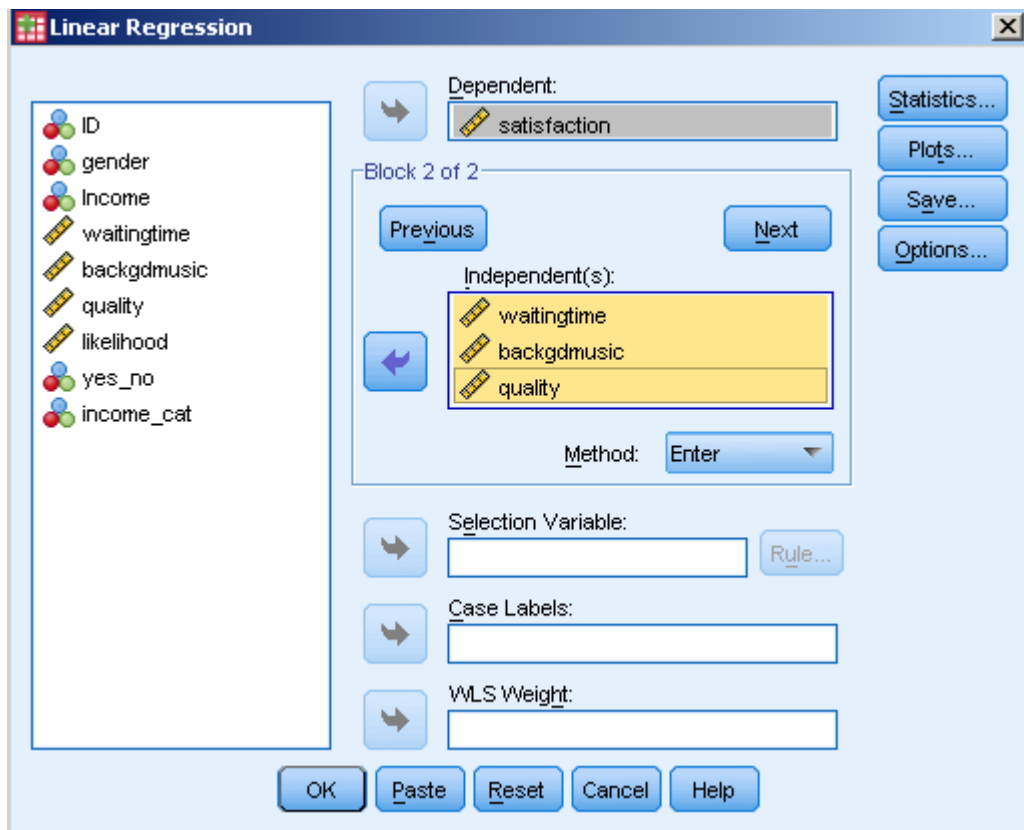 Linear Regression
ID
gender
Income
waitingtime
backgdmusic
quality
likelihood
yes_no
income_cat
Dependent:
satisfaction
Block 2 of 2
Previous
Next
Independent(s):
waitingtime
backgdmusic
quality
Method:
Enter
Selection Variable:
Rule...
Case Labels:
WLS Weight:
Statistics...
Plots...
Save...
Options...
OK
Paste
Reset
Cancel
Help